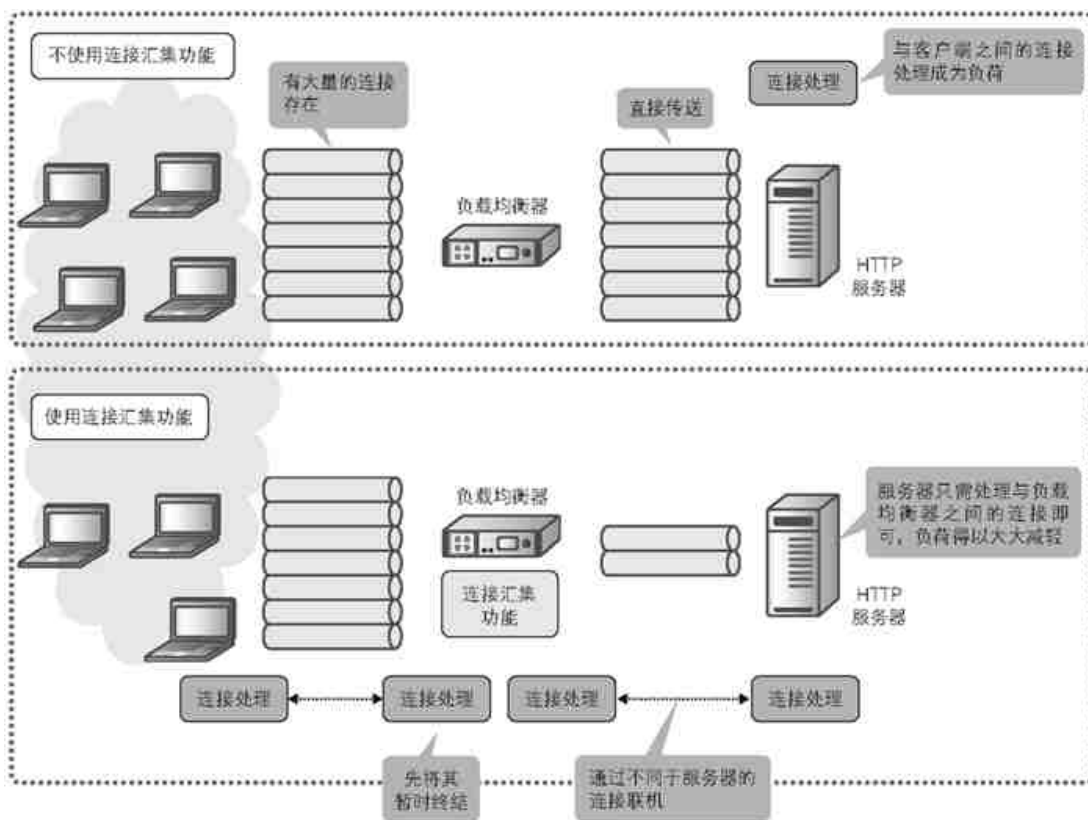 不使用连接汇集功能
有大量的连接
存在
直接传送
连接处理
与客户端之间的连接
处理成为负荷
负载均衡器
HTTP
服务器
使用连接汇集功能
负载均衡器
连接汇集
功能
服务器只需处理与负载
均衡器之间的连接即
可，负荷得以大大减轻
HTTP
服务器
连接处理
连接处理
连接处理
连接处理
先将其
暂时终结
通过不同于服务器的
连接联机